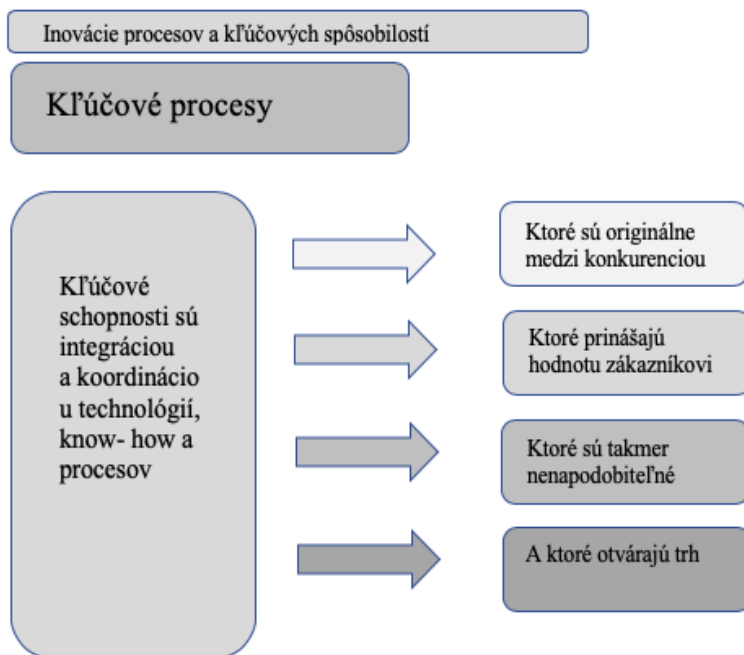 Inovácie procesov a kľúčových spôsobilostí
Kľúčové procesy
Kľúčové
schopnosti sú
integráciou
a koordinácio
u technológií,
know- how a
procesov
Ktoré sú originálne
medzi konkurenciou
Ktoré prinášajú
hodnotu zákazníkovi
Ktoré sú takmer
nenapodobiteľné
A ktoré otvárajú trh